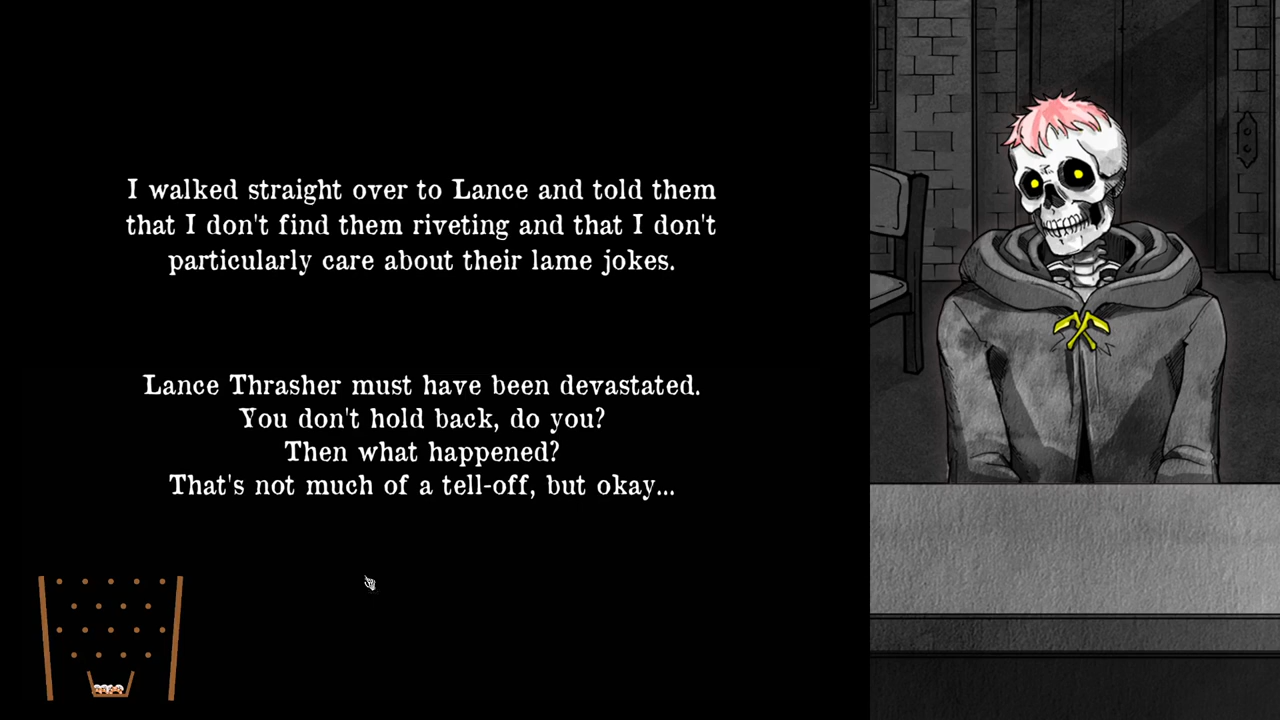 I walked straight over to Lance and told them
that I don't find them riveting and that I don't
particularly care about their lame jokes.
Lance Thrasher must have been devastated.
You don't hold back, do you?
Then what happened?
That's not much of a tell-off, but okay...